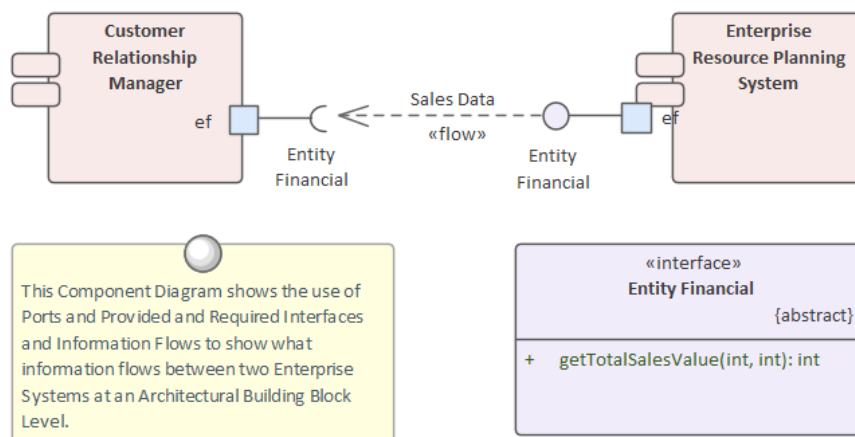 Customer
Relationship
Manager
ef
Entity
Financial
Sales Data
«flow»
Entity
Financial
Enterprise
Resource Planning
System
ef
This Component Diagram shows the use of
Ports and Provided and Required Interfaces
and Information Flows to show what
information flows between two Enterprise
Systems at an Architectural Building Block
Level.
«interface»
Entity Financial
{abstract}
+ getTotalSalesValue(int, int): int